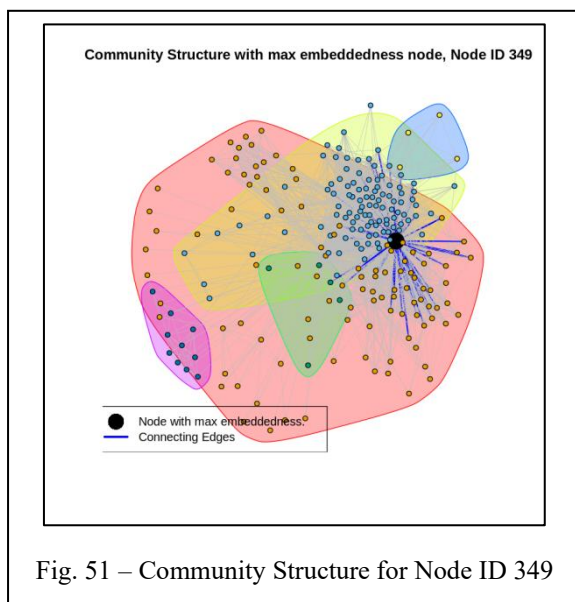 Community Structure with max embeddedness node, Node ID 349
Node with max embeddedness.
Connecting Edges
Fig. 51 – Community Structure for Node ID 349